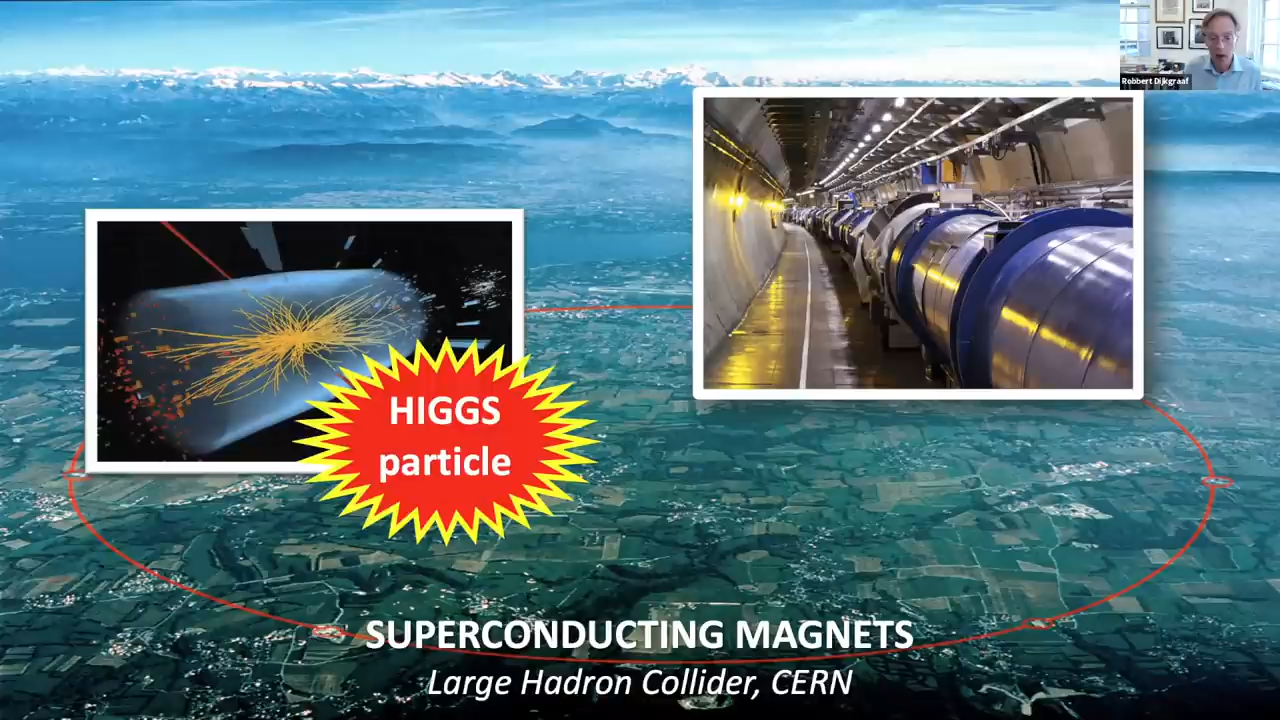 Robbert Dijkgraaf
HIGGS
particle
SUPERCONDUCTING MAGNETS
Large Hadron Collider, CERN